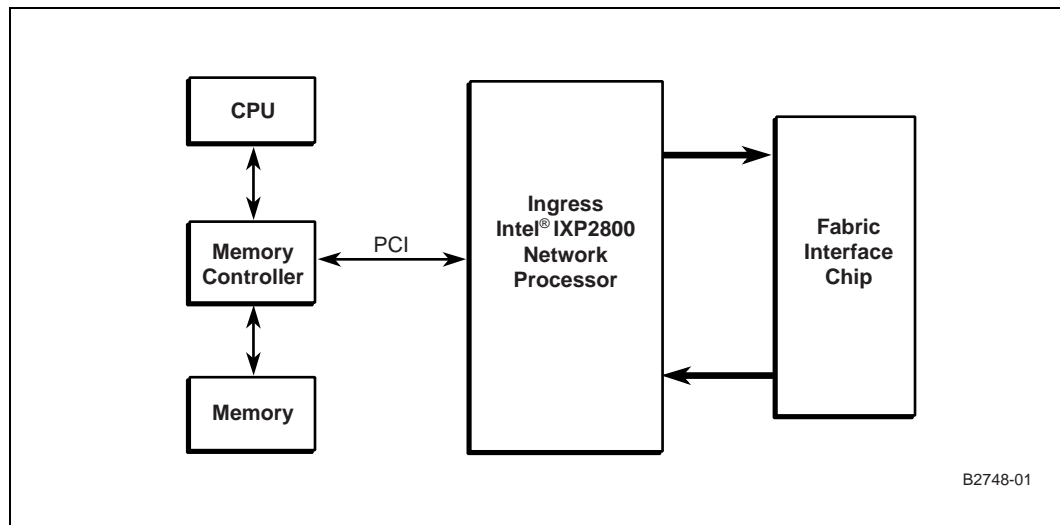 CPU
Memory
Controller
Memory
PCI
Ingress
Intel® IXP2800
Network
Processor
Fabric
Interface
Chip
B2748-01